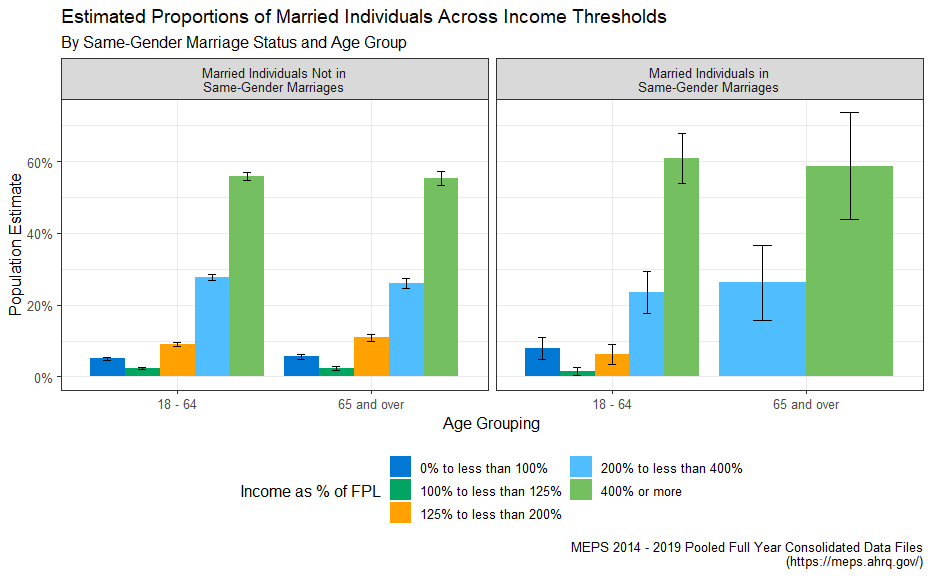 Estimated Proportions of Married Individuals Across Income Thresholds
By Same-Gender Marriage Status and Age Group
Married Individuals Not in
Same-Gender Marriages
Married Individuals in
Same-Gender Marriages
Population Estimate
60%
40%
20%
0%
18 - 64
65 and over
18 - 64
65 and over
Age Grouping
Income as % of FPL
0% to less than 100%
100% to less than 125%
125% to less than 200%
200% to less than 400%
400% or more
MEPS 2014 - 2019 Pooled Full Year Consolidated Data Files
(https://meps.ahrq.gov/)